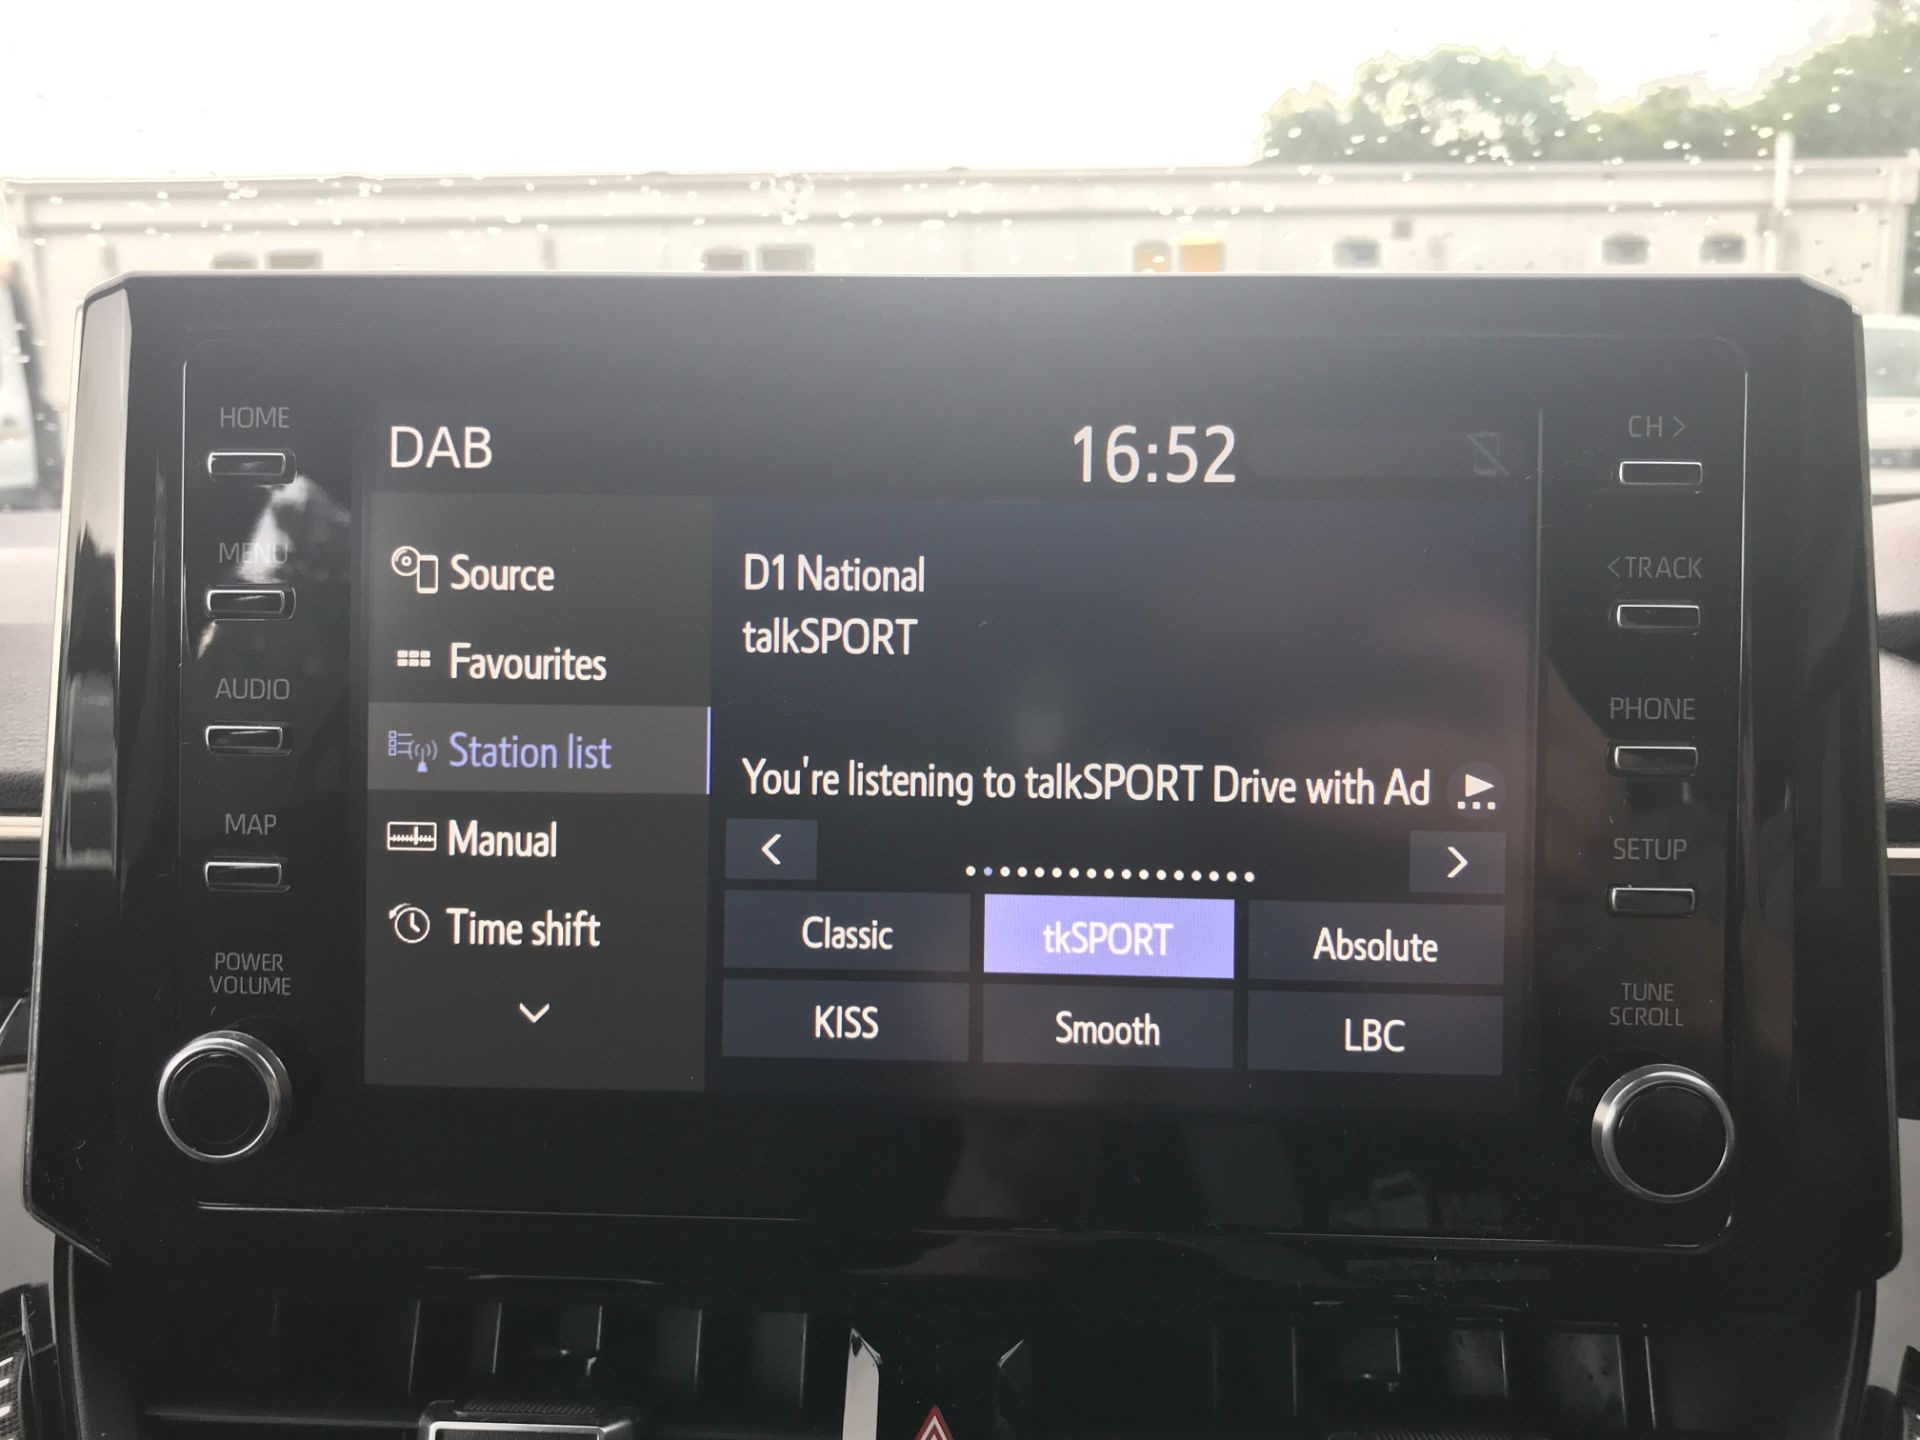 HOME
MENU
AUDIO
MAP
POWER
VOLUME
DAB
16:52
Source
Favourites
Station list
Manual
Time shift
D1 National
talkSPORT
You're listening to talkSPORT Drive with Ad
Classic
tkSPORT
Absolute
KISS
Smooth
LBC
CH >
<TRACK
PHONE
SETUP
TUNE
SCROLL